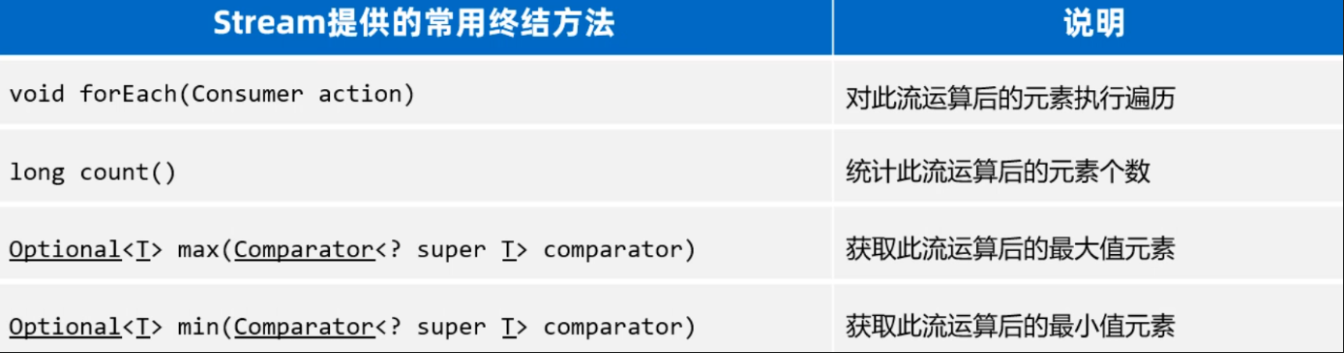 Stream提供的常用终结方法 说明
void forEach(Consumer action) 对此流运算后的元素执行遍历
long count() 统计此流运算后的元素个数
Optional<T> max(Comparator<? super T> comparator) 获取此流运算后的最大值元素
Optional<T> min(Comparator<? super T> comparator) 获取此流运算后的最小值元素